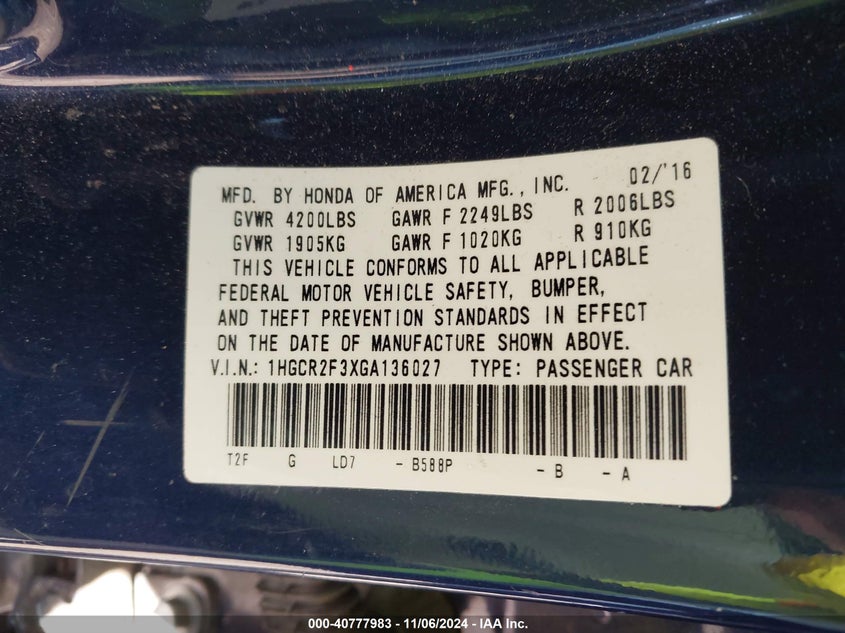 MFD. BY HONDA OF AMERICA MFG., INC. 02/'16
GVWR 4200LBS GAWR F 2249LBS R 2006LBS
GVWR 1905KG GAWR F 1020KG R 910KG
THIS VEHICLE CONFORMS TO ALL APPLICABLE
FEDERAL MOTOR VEHICLE SAFETY, BUMPER,
AND THEFT PREVENTION STANDARDS IN EFFECT
ON THE DATE OF MANUFACTURE SHOWN ABOVE.
V.I.N.: 1HGCR2F3XGA136027 TYPE: PASSENGER CAR
T2F G LD7 - B588P - B - A
000-40777983 - 11/06/2024 - IAA Inc.